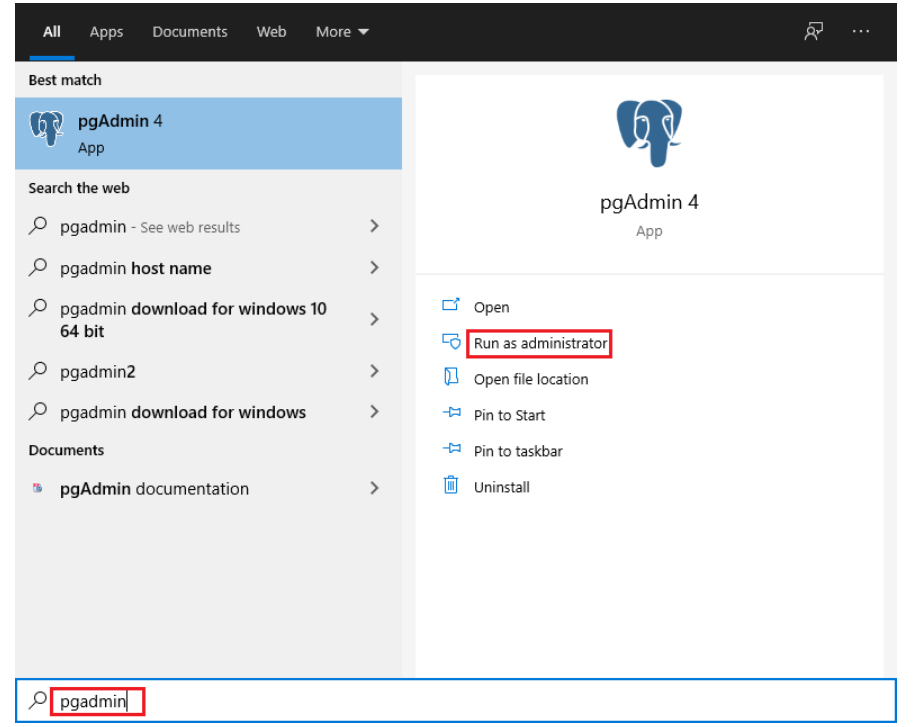 All Apps Documents Web More
Best match
pgAdmin 4
App
Search the web
pgadmin - See web results
pgadmin host name
pgadmin download for windows 10
64 bit
pgadmin2
pgadmin download for windows
Documents
pgAdmin documentation
pgAdmin 4
App
Open
Run as administrator
Open file location
Pin to Start
Pin to taskbar
Uninstall
pgadmin